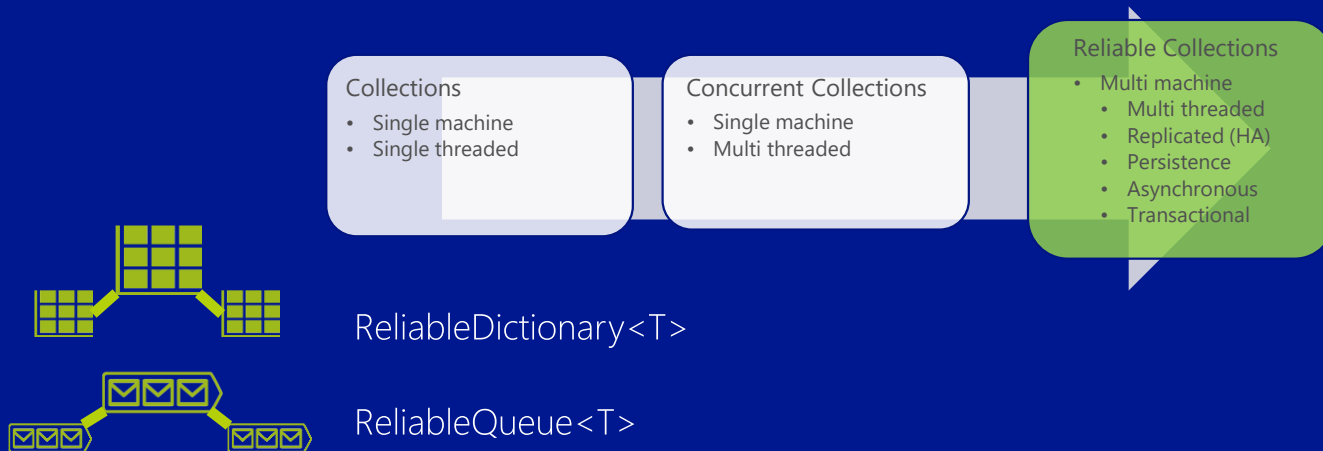 Collections
• Single machine
• Single threaded
Concurrent Collections
• Single machine
• Multi threaded
Reliable Collections
• Multi machine
• Multi threaded
• Replicated (HA)
• Persistence
• Asynchronous
• Transactional
ReliableDictionary<T>
ReliableQueue<T>